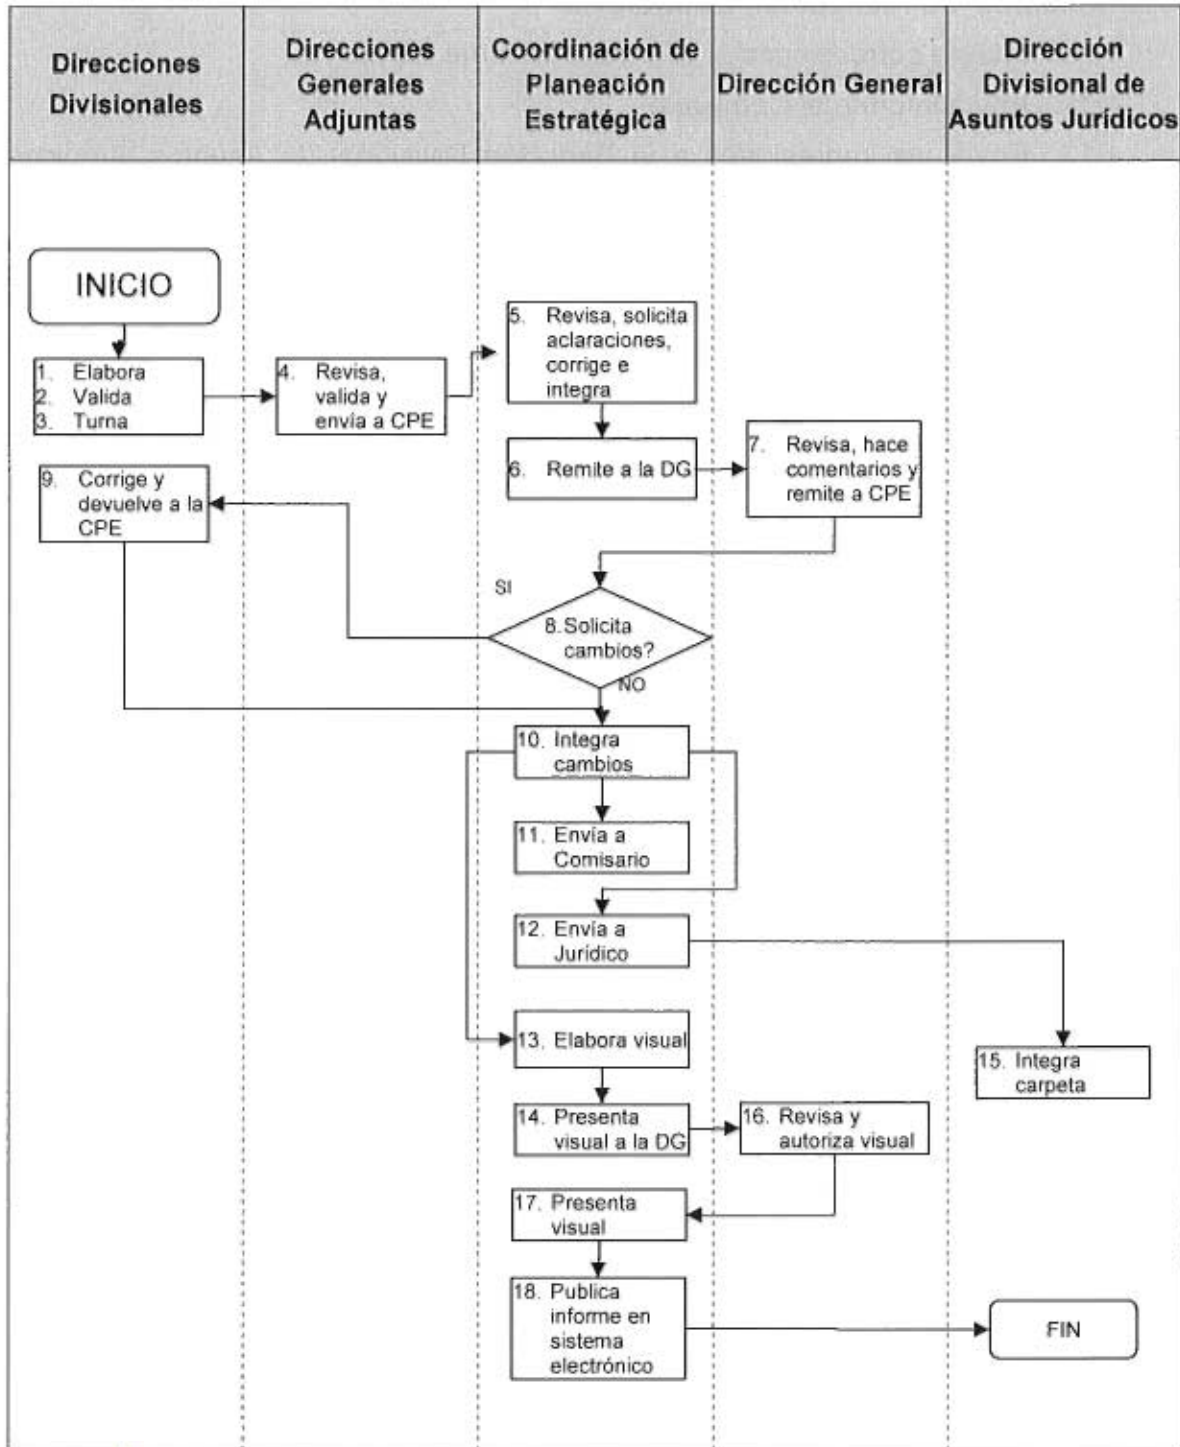 Direcciones
Divisionales
Direcciones
Generales
Adjuntas
Coordinación de
Planeación
Estratégica
Dirección General
Dirección
Divisional de
Asuntos Jurídicos
INICIO
1. Elabora
2. Valida
3. Turna
4. Revisa,
valida y
envía a CPE
5. Revisa, solicita
aclaraciones,
corrige e
integra
6. Remite a la DG
7. Revisa, hace
comentarios y
remite a CPE
9. Corrige y
devuelve a la
CPE
SI
8. Solicita
cambios?
NO
10. Integra
cambios
11. Envía a
Comisario
12. Envía a
Jurídico
13. Elabora visual
15. Integra
carpeta
14. Presenta
visual a la DG
16. Revisa y
autoriza visual
17. Presenta
visual
18. Publica
informe en
sistema
electrónico
FIN